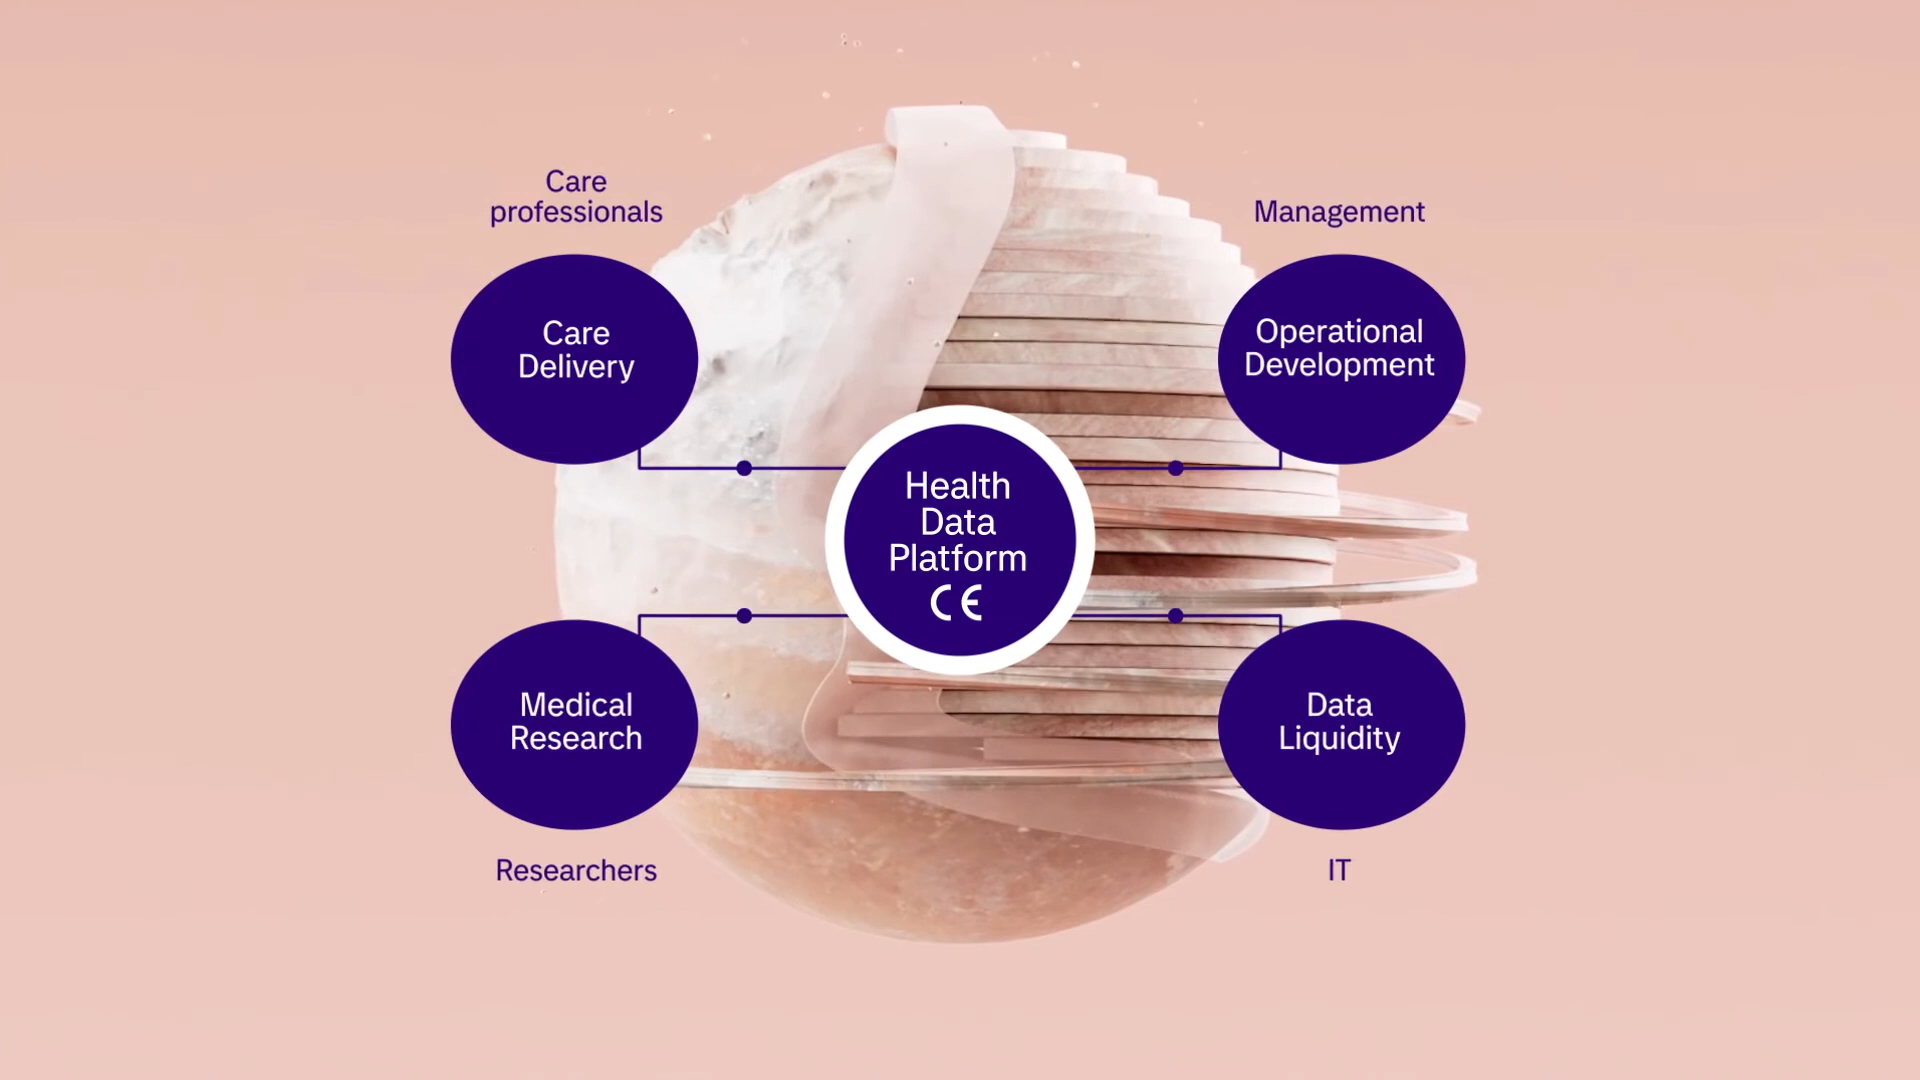 Care
professionals
Care
Delivery
Management
Operational
Development
Health
Data
Platform
CE
Medical
Research
Researchers
Data
Liquidity
IT